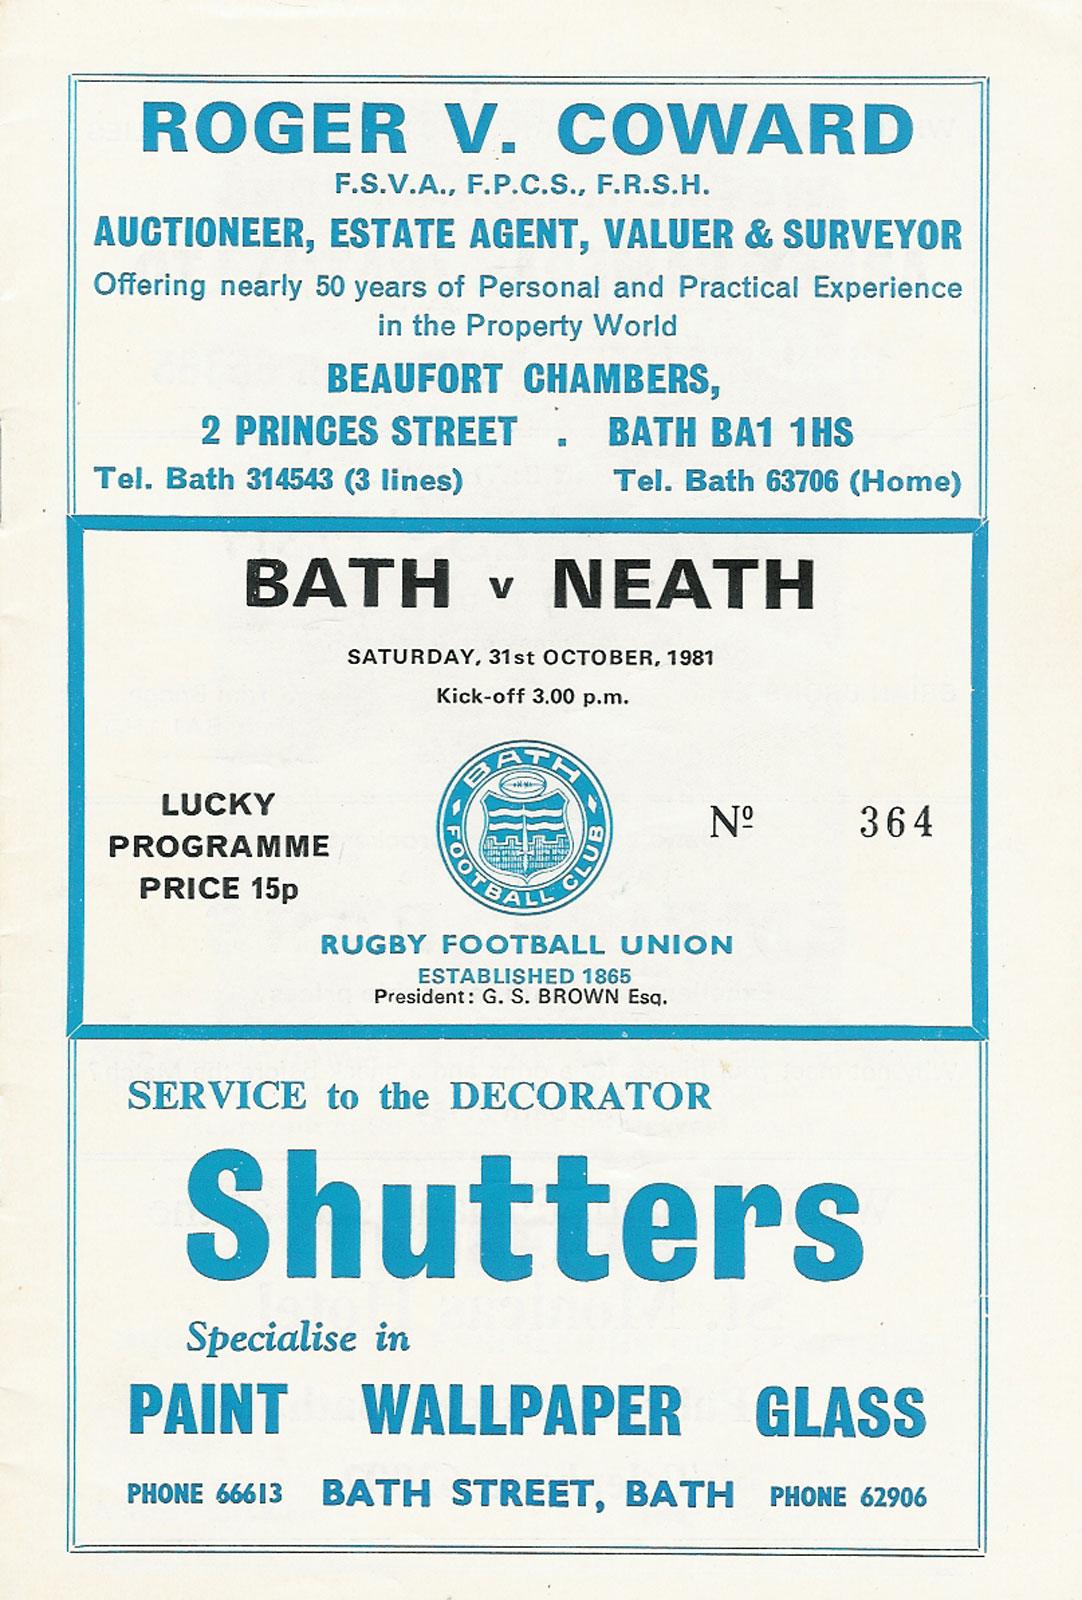 ROGER V. COWARD
F.S.V.A., F.P.C.S., F.R.S.H.
AUCTIONEER, ESTATE AGENT, VALUER & SURVEYOR
Offering nearly 50 years of Personal and Practical Experience
in the Property World
BEAUFORT CHAMBERS,
2 PRINCES STREET . BATH BA1 1HS
Tel. Bath 314543 (3 lines) Tel. Bath 63706 (Home)
BATH v NEATH
SATURDAY, 31st OCTOBER, 1981
Kick-off 3.00 p.m.
LUCKY
PROGRAMME
PRICE 15p
BATH
FOOTBALL CLUB
Nº 364
RUGBY FOOTBALL UNION
ESTABLISHED 1865
President: G. S. BROWN Esq.
SERVICE to the DECORATOR
Shutters
Specialise in
PAINT WALLPAPER GLASS
PHONE 66613 BATH STREET, BATH PHONE 62906